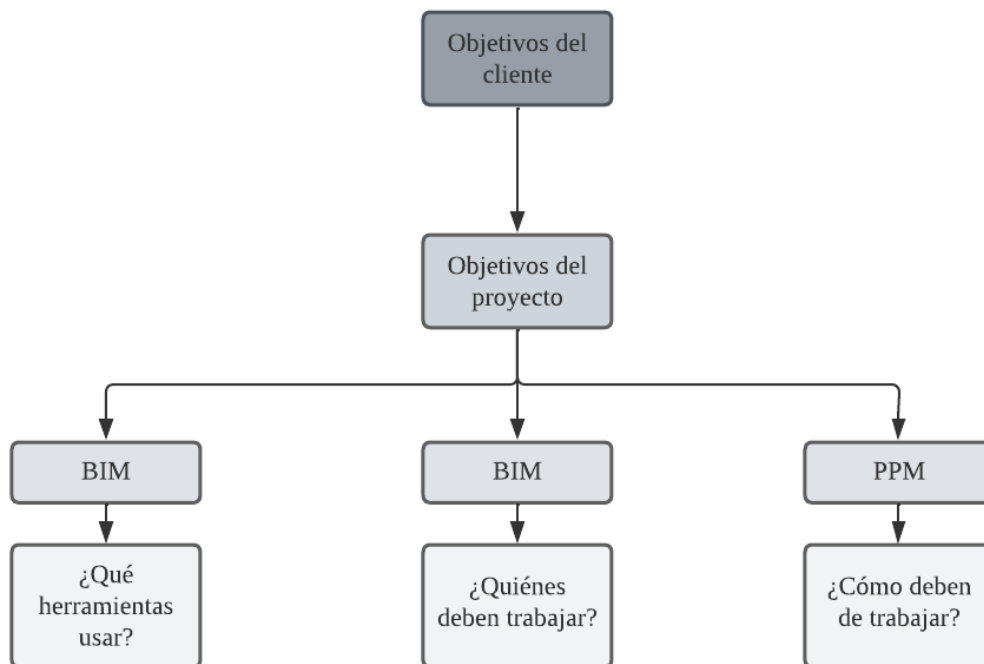 Objetivos del
cliente
Objetivos del
proyecto
BIM
BIM
PPM
¿Qué
herramientas
usar?
¿Quiénes
deben trabajar?
¿Cómo deben
de trabajar?